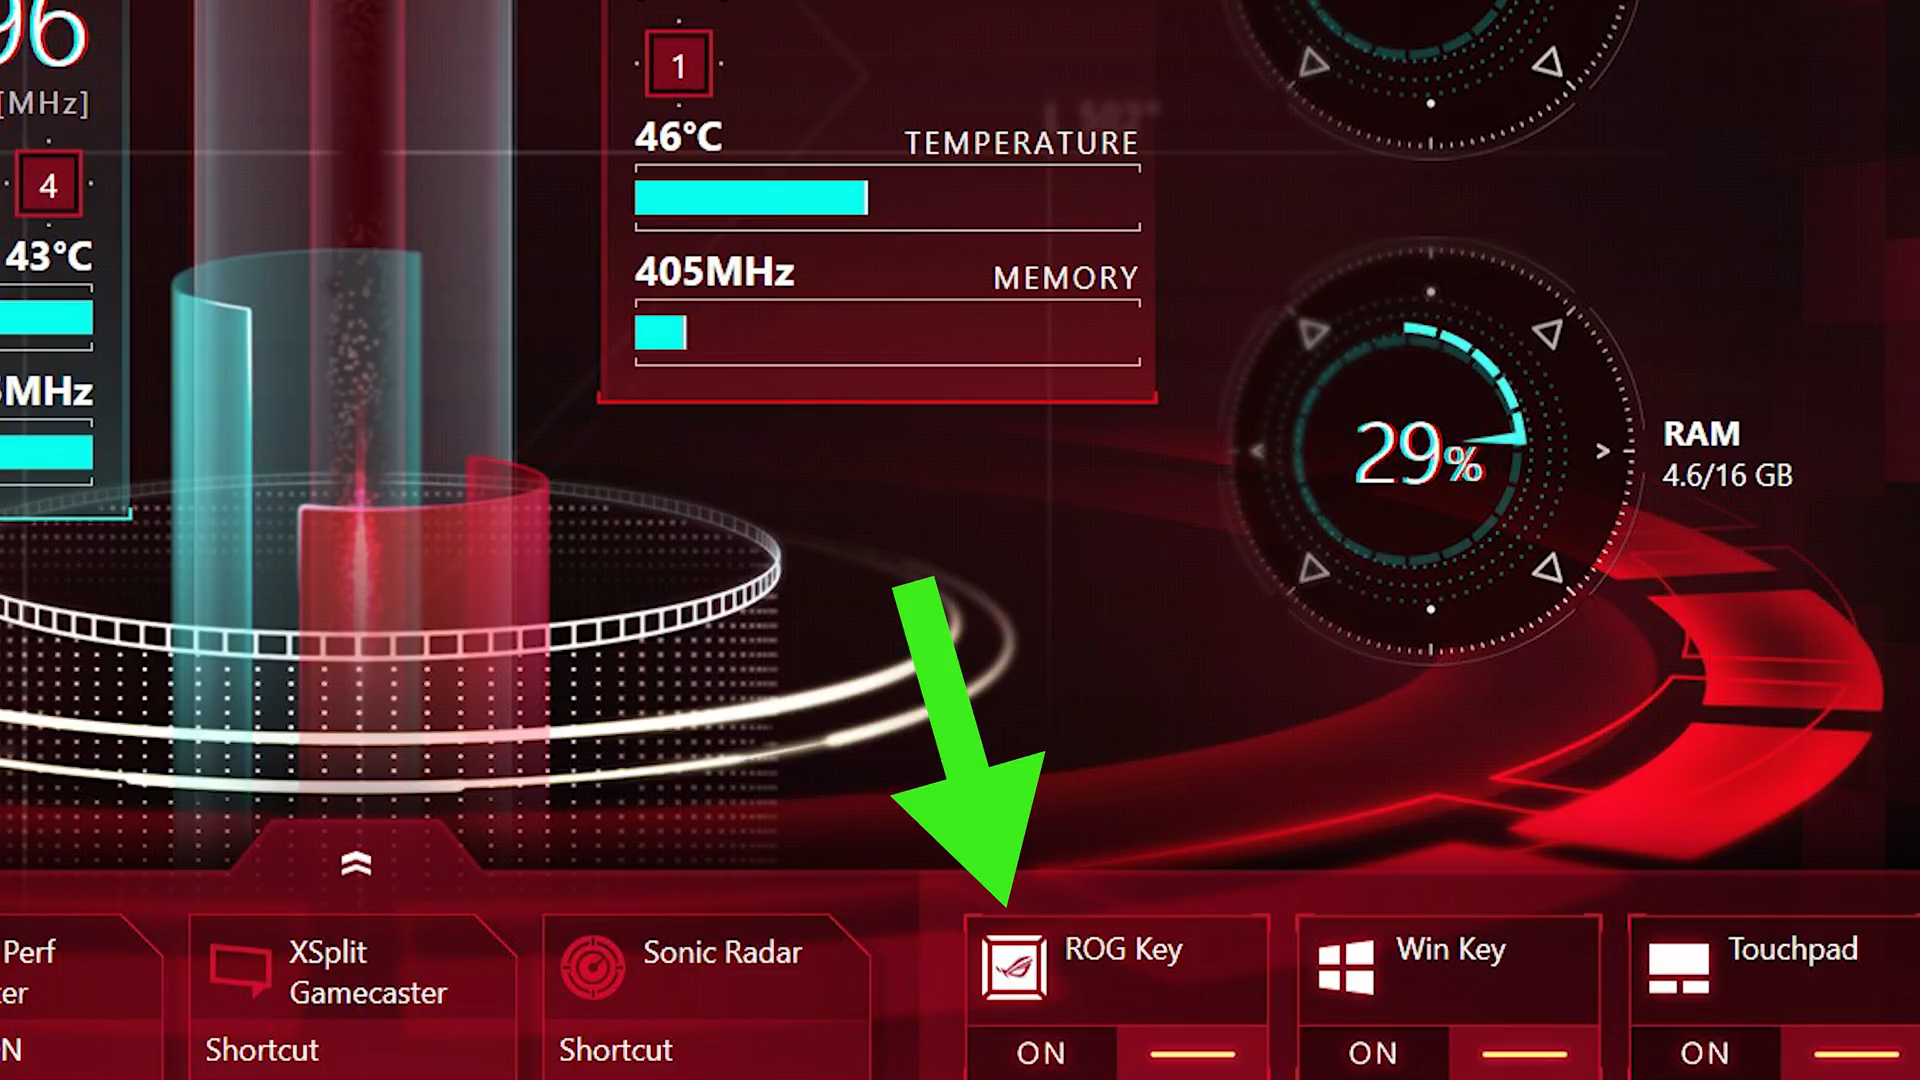 96
[MHz]
4
43°C
MHz
1
46°C TEMPERATURE
405MHz MEMORY
29%
RAM
4.6/16 GB
Perf
XSplit
Gamecaster
Shortcut
Sonic Radar
Shortcut
ROG Key
ON
Win Key
ON
Touchpad
ON